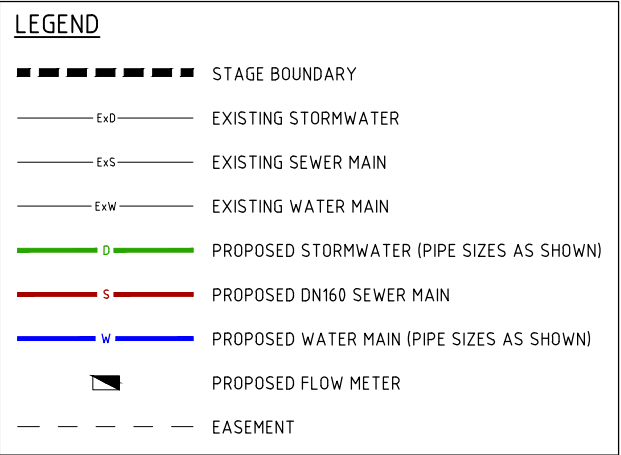 LEGEND
STAGE BOUNDARY
ExD EXISTING STORMWATER
ExS EXISTING SEWER MAIN
ExW EXISTING WATER MAIN
D PROPOSED STORMWATER (PIPE SIZES AS SHOWN)
S PROPOSED DN160 SEWER MAIN
W PROPOSED WATER MAIN (PIPE SIZES AS SHOWN)
PROPOSED FLOW METER
EASEMENT